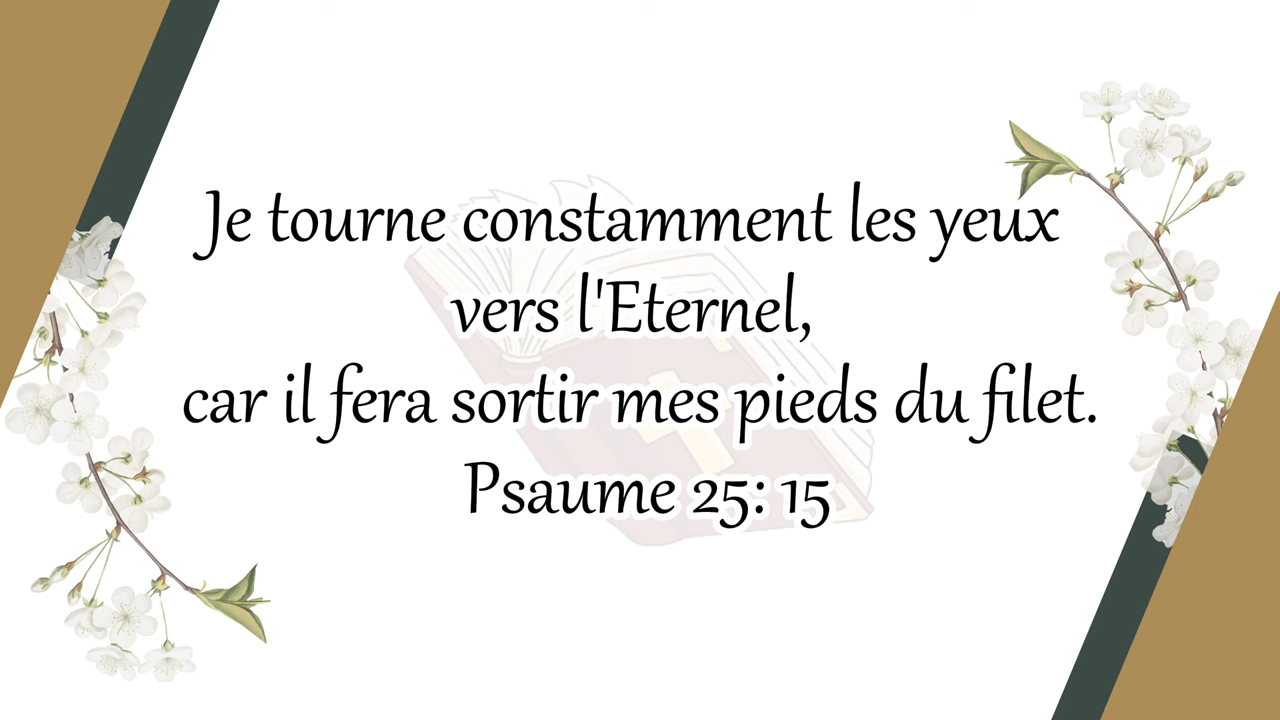 Je tourne constamment les yeux
vers l'Eternel,
car il fera sortir mes pieds du filet.
Psaume 25: 15